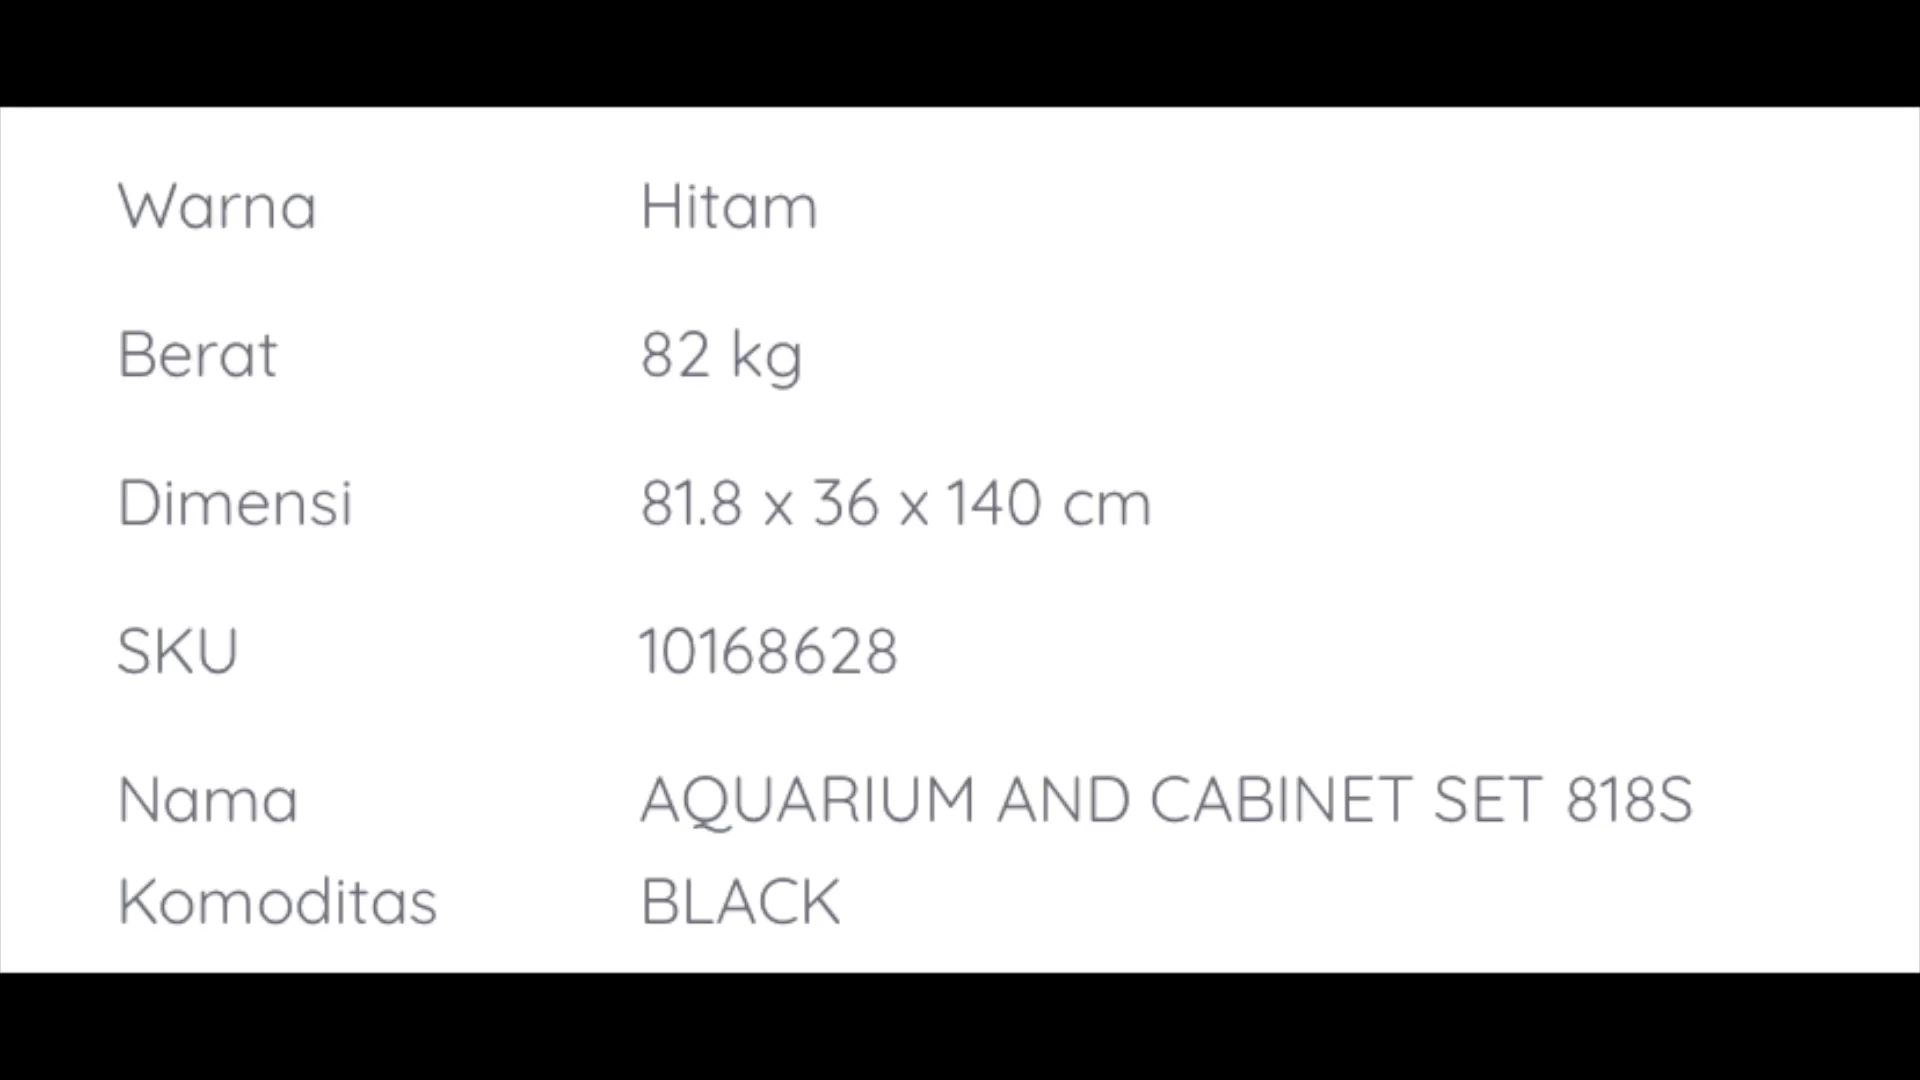 Warna Hitam
Berat 82 kg
Dimensi 81.8 x 36 x 140 cm
SKU 10168628
Nama AQUARIUM AND CABINET SET 818S
Komoditas BLACK